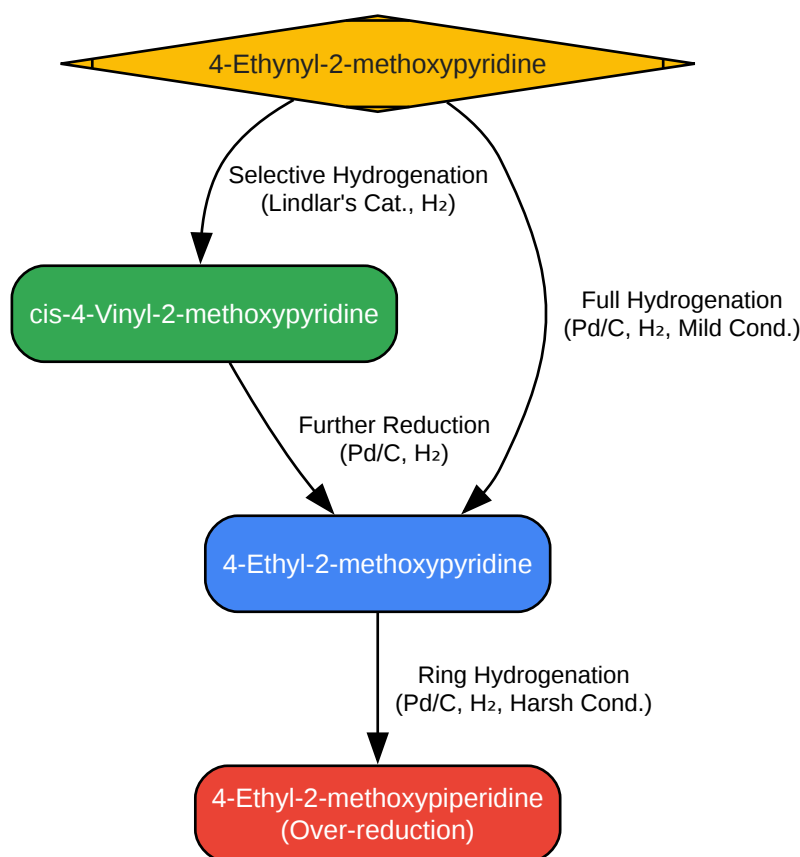 4-Ethynyl-2-methoxypyridine
Selective Hydrogenation
(Lindlar's Cat., H₂)
cis-4-Vinyl-2-methoxypyridine
Full Hydrogenation
(Pd/C, H₂, Mild Cond.)
Further Reduction
(Pd/C, H₂)
4-Ethyl-2-methoxypyridine
Ring Hydrogenation
(Pd/C, H₂, Harsh Cond.)
4-Ethyl-2-methoxypiperidine
(Over-reduction)